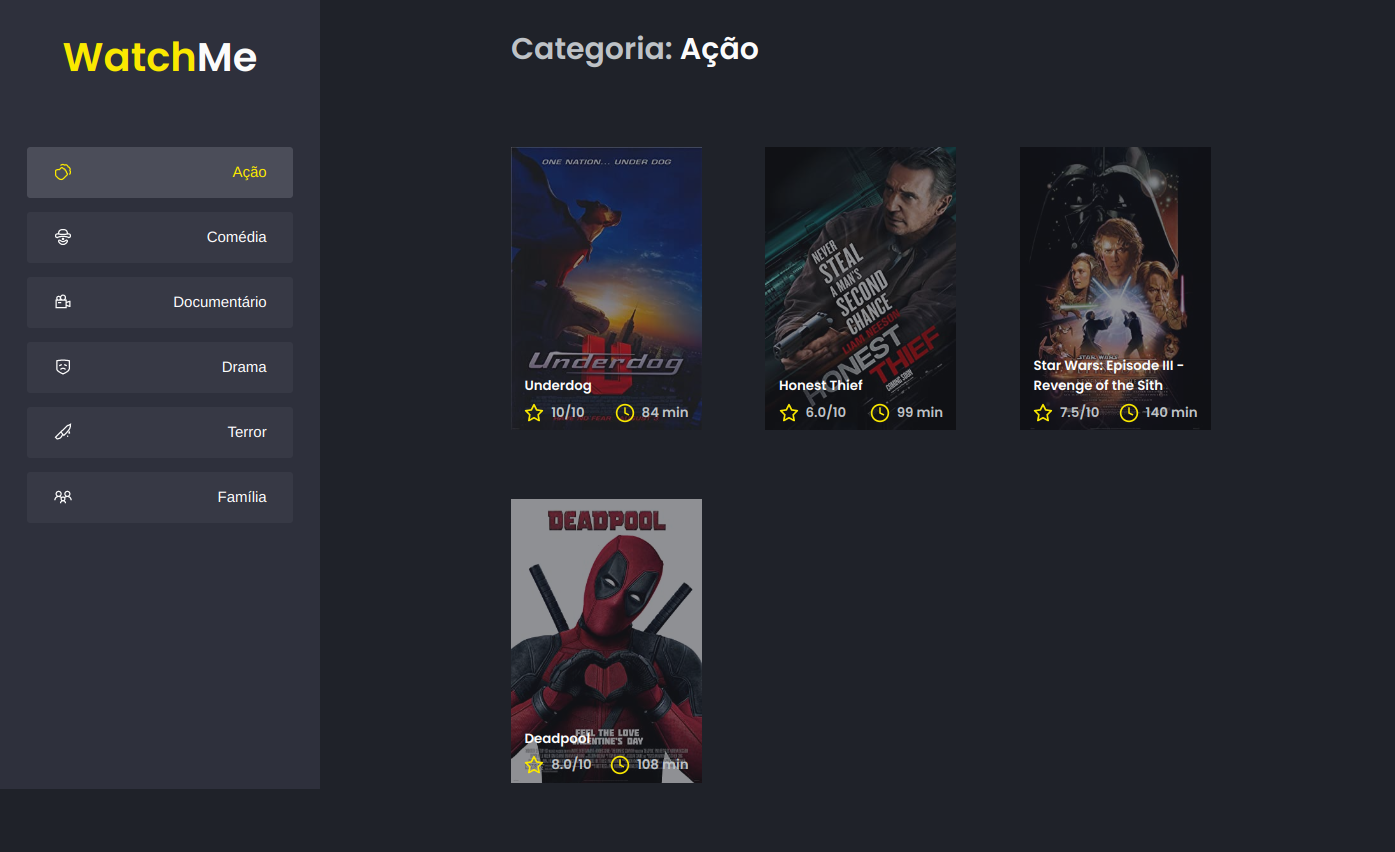 WatchMe
Ação
Comédia
Documentário
Drama
Terror
Família
Categoria: Ação
ONE NATION... UNDER DOG
Underdog
Underdog
10/10 84 min
NEVER
STEAL
A MAN'S
SECOND
CHANCE
LIAM NEESON
HONEST
THIEF
COMING SOON
Honest Thief
6.0/10 99 min
STAR WARS
Star Wars: Episode III -
Revenge of the Sith
7.5/10 140 min
DEADPOOL
FEEL THE LOVE
VALENTINE'S DAY
Deadpool
8.0/10 108 min